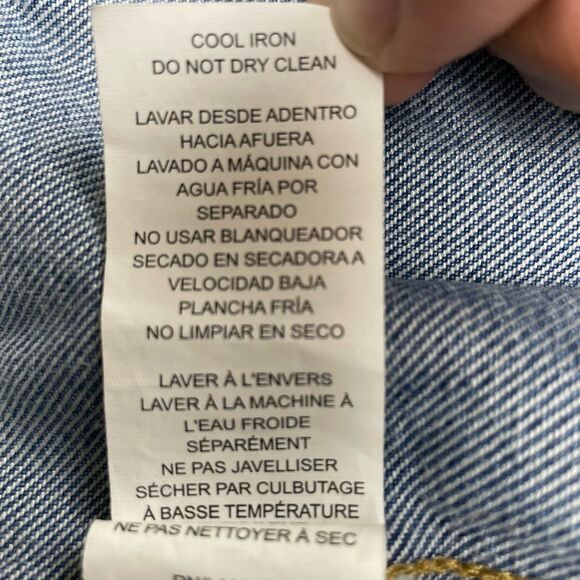 COOL IRON
DO NOT DRY CLEAN
LAVAR DESDE ADENTRO
HACIA AFUERA
LAVADO A MÁQUINA CON
AGUA FRÍA POR
SEPARADO
NO USAR BLANQUEADOR
SECADO EN SECADORA A
VELOCIDAD BAJA
PLANCHA FRÍA
NO LIMPIAR EN SECO
LAVER À L'ENVERS
LAVER À LA MACHINE À
L'EAU FROIDE
SÉPARÉMENT
NE PAS JAVELLISER
SÉCHER PAR CULBUTAGE
À BASSE TEMPÉRATURE
NE PAS NETTOYER À SEC